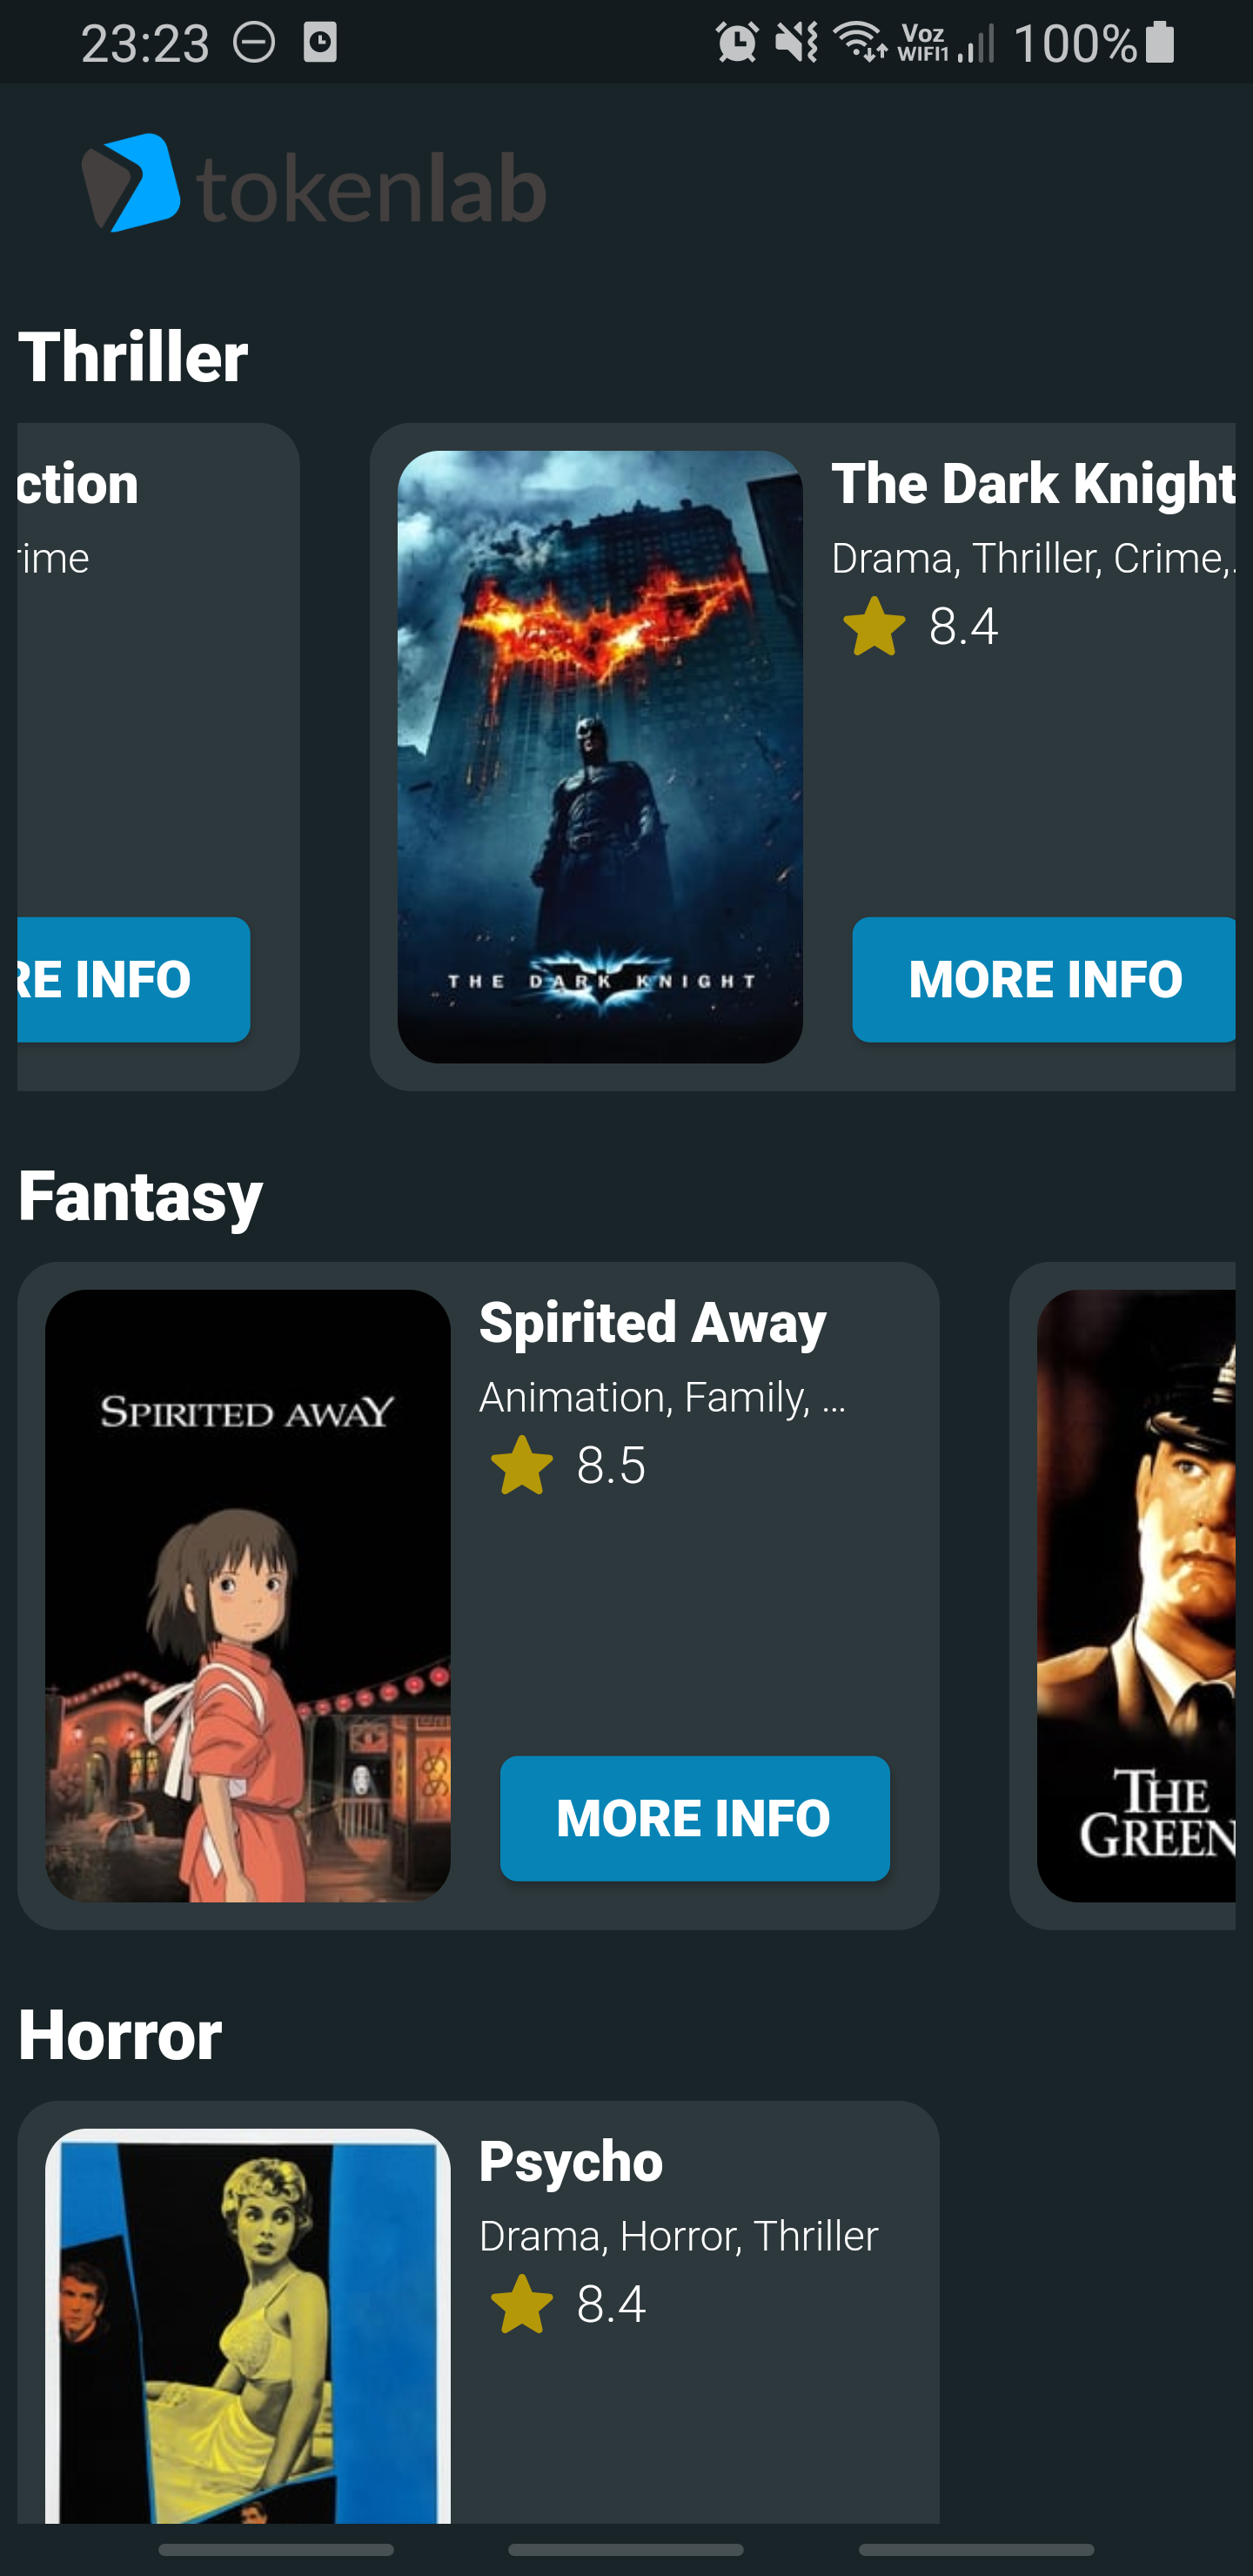 23:23
Voz
WIFI1
100%
tokenlab
Thriller
ction
rime
RE INFO
The Dark Knight
Drama, Thriller, Crime,.
8.4
MORE INFO
THE DARK KNIGHT
Fantasy
SPIRITED AWAY
Spirited Away
Animation, Family, ...
8.5
MORE INFO
THE
GREEN
Horror
Psycho
Drama, Horror, Thriller
8.4